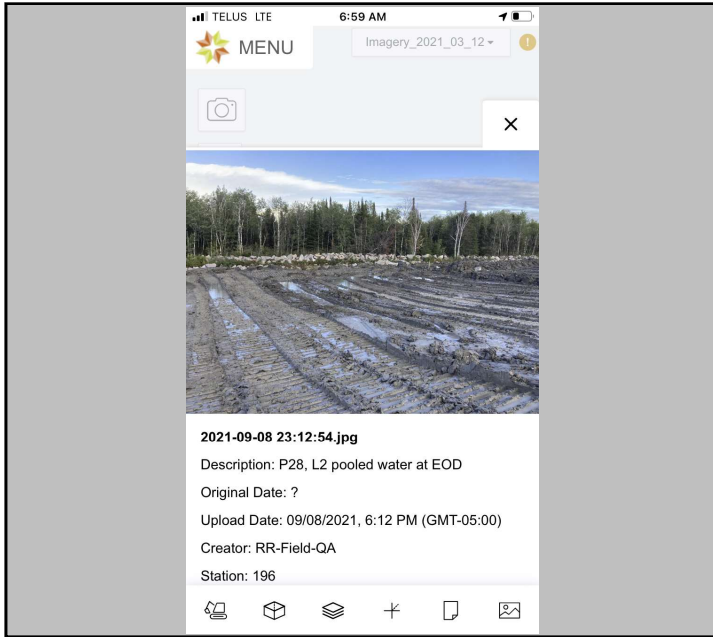 TELUS LTE 6:59 AM
MENU
Imagery_2021_03_12
!
2021-09-08 23:12:54.jpg
Description: P28, L2 pooled water at EOD
Original Date: ?
Upload Date: 09/08/2021, 6:12 PM (GMT-05:00)
Creator: RR-Field-QA
Station: 196